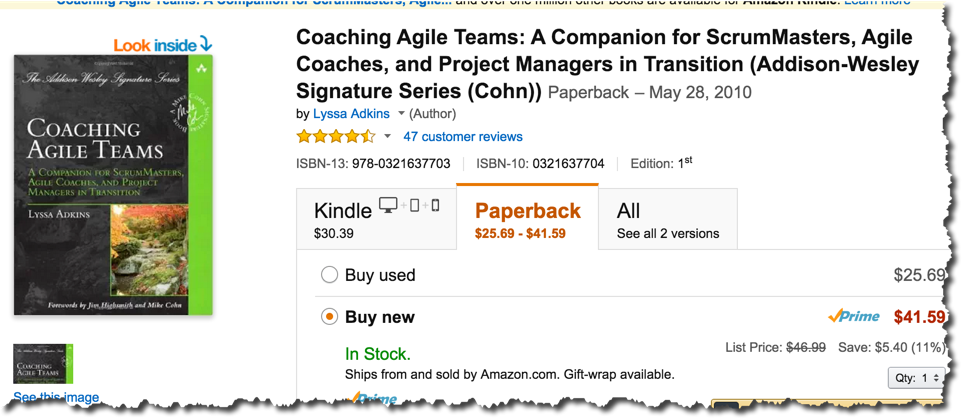 Coaching Agile Teams: A Companion for ScrumMasters, Agile... and over one million other books are available for Amazon Kindle. Learn more
Look inside
The Addison Wesley Signature Series
COACHING
AGILE TEAMS
A COMPANION FOR SCRUMMASTERS,
AGILE COACHES, AND PROJECT
MANAGERS IN TRANSITION
LYSSA ADKINS
Forewords by Jim Highsmith and Mike Cohn
COACHING
AGILE TEAMS
See this image
Coaching Agile Teams: A Companion for ScrumMasters, Agile
Coaches, and Project Managers in Transition (Addison-Wesley
Signature Series (Cohn)) Paperback – May 28, 2010
by Lyssa Adkins (Author)
47 customer reviews
ISBN-13: 978-0321637703 ISBN-10: 0321637704 Edition: 1st
Kindle
$30.39
Paperback
$25.69 - $41.59
All
See all 2 versions
Buy used $25.69
Buy new Prime $41.59
List Price: $46.99 Save: $5.40 (11%)
In Stock.
Ships from and sold by Amazon.com. Gift-wrap available.
Qty: 1
Prime